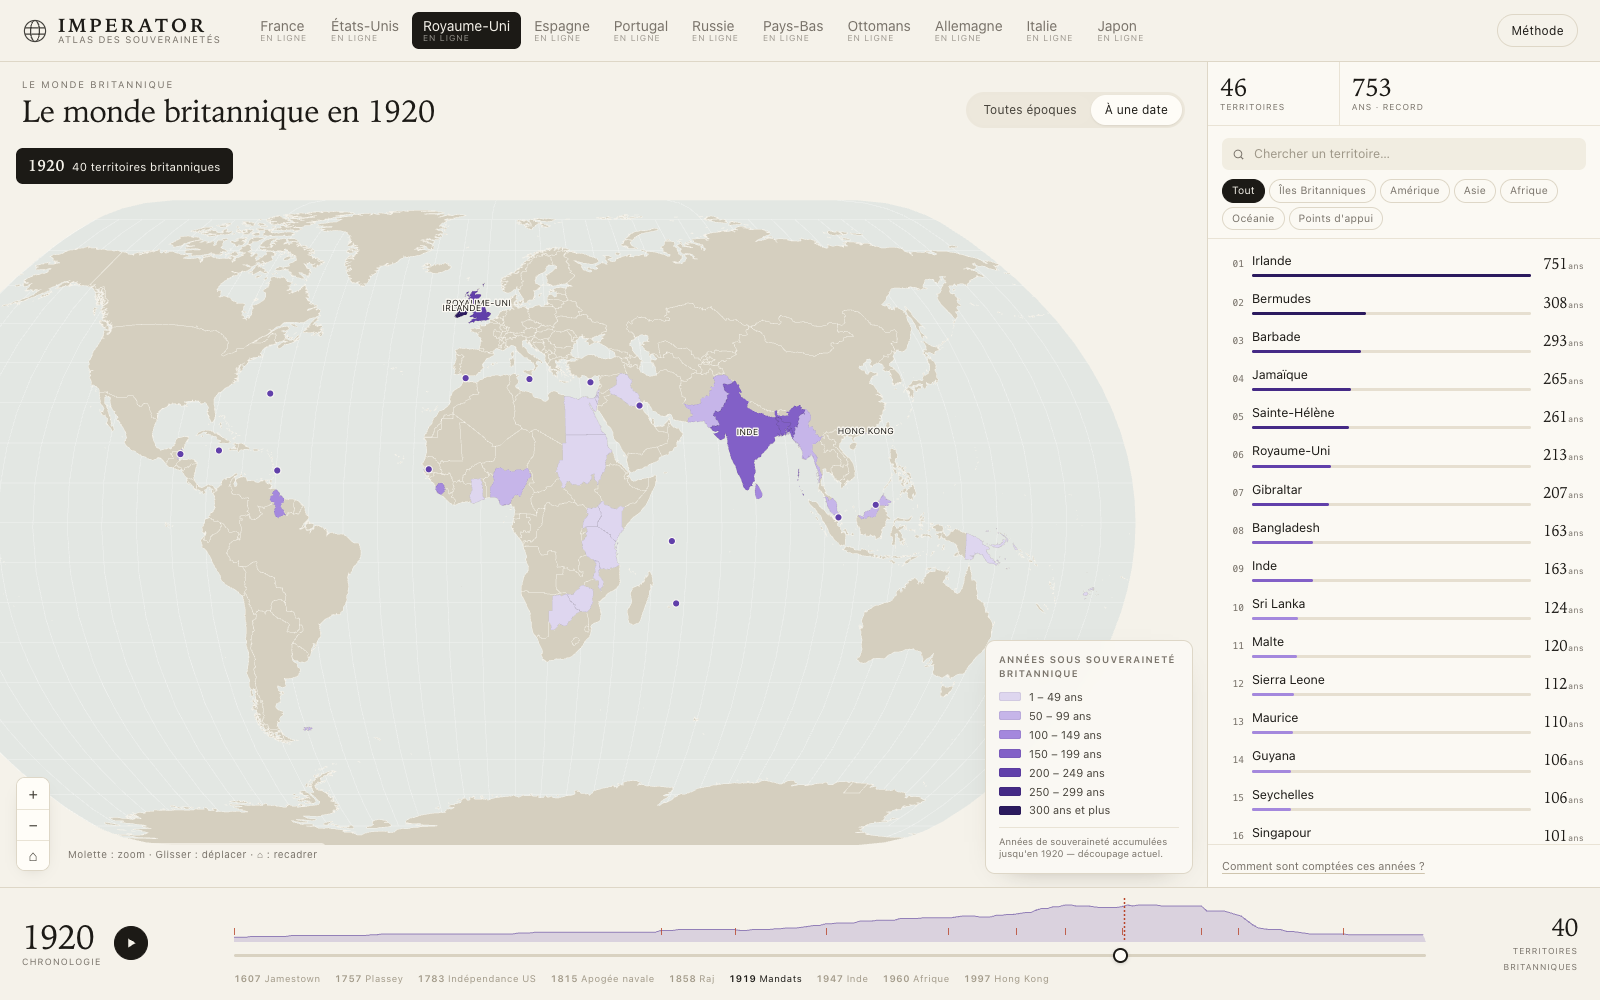 IMPERATOR
ATLAS DES SOUVERAINETÉS
France
EN LIGNE
États-Unis
EN LIGNE
Royaume-Uni
EN LIGNE
Espagne
EN LIGNE
Portugal
EN LIGNE
Russie
EN LIGNE
Pays-Bas
EN LIGNE
Ottomans
EN LIGNE
Allemagne
EN LIGNE
Italie
EN LIGNE
Japon
EN LIGNE
Méthode
LE MONDE BRITANNIQUE
Le monde britannique en 1920
Toutes époques
À une date
1920 40 territoires britanniques
ROYAUME-UNI
IRLANDE
INDE
HONG KONG
ANNÉES SOUS SOUVERAINETÉ
BRITANNIQUE
1 – 49 ans
50 – 99 ans
100 – 149 ans
150 – 199 ans
200 – 249 ans
250 – 299 ans
300 ans et plus
Années de souveraineté accumulées
jusqu'en 1920 — découpage actuel.
+
−
⌂
Molette : zoom · Glisser : déplacer · ⌂ : recadrer
46
TERRITOIRES
753
ANS · RECORD
Chercher un territoire…
Tout
Îles Britanniques
Amérique
Asie
Afrique
Océanie
Points d'appui
01 Irlande 751 ans
02 Bermudes 308 ans
03 Barbade 293 ans
04 Jamaïque 265 ans
05 Sainte-Hélène 261 ans
06 Royaume-Uni 213 ans
07 Gibraltar 207 ans
08 Bangladesh 163 ans
09 Inde 163 ans
10 Sri Lanka 124 ans
11 Malte 120 ans
12 Sierra Leone 112 ans
13 Maurice 110 ans
14 Guyana 106 ans
15 Seychelles 106 ans
16 Singapour 101 ans
Comment sont comptées ces années ?
1920
CHRONOLOGIE
1607 Jamestown
1757 Plassey
1783 Indépendance US
1815 Apogée navale
1858 Raj
1919 Mandats
1947 Inde
1960 Afrique
1997 Hong Kong
40
TERRITOIRES
BRITANNIQUES